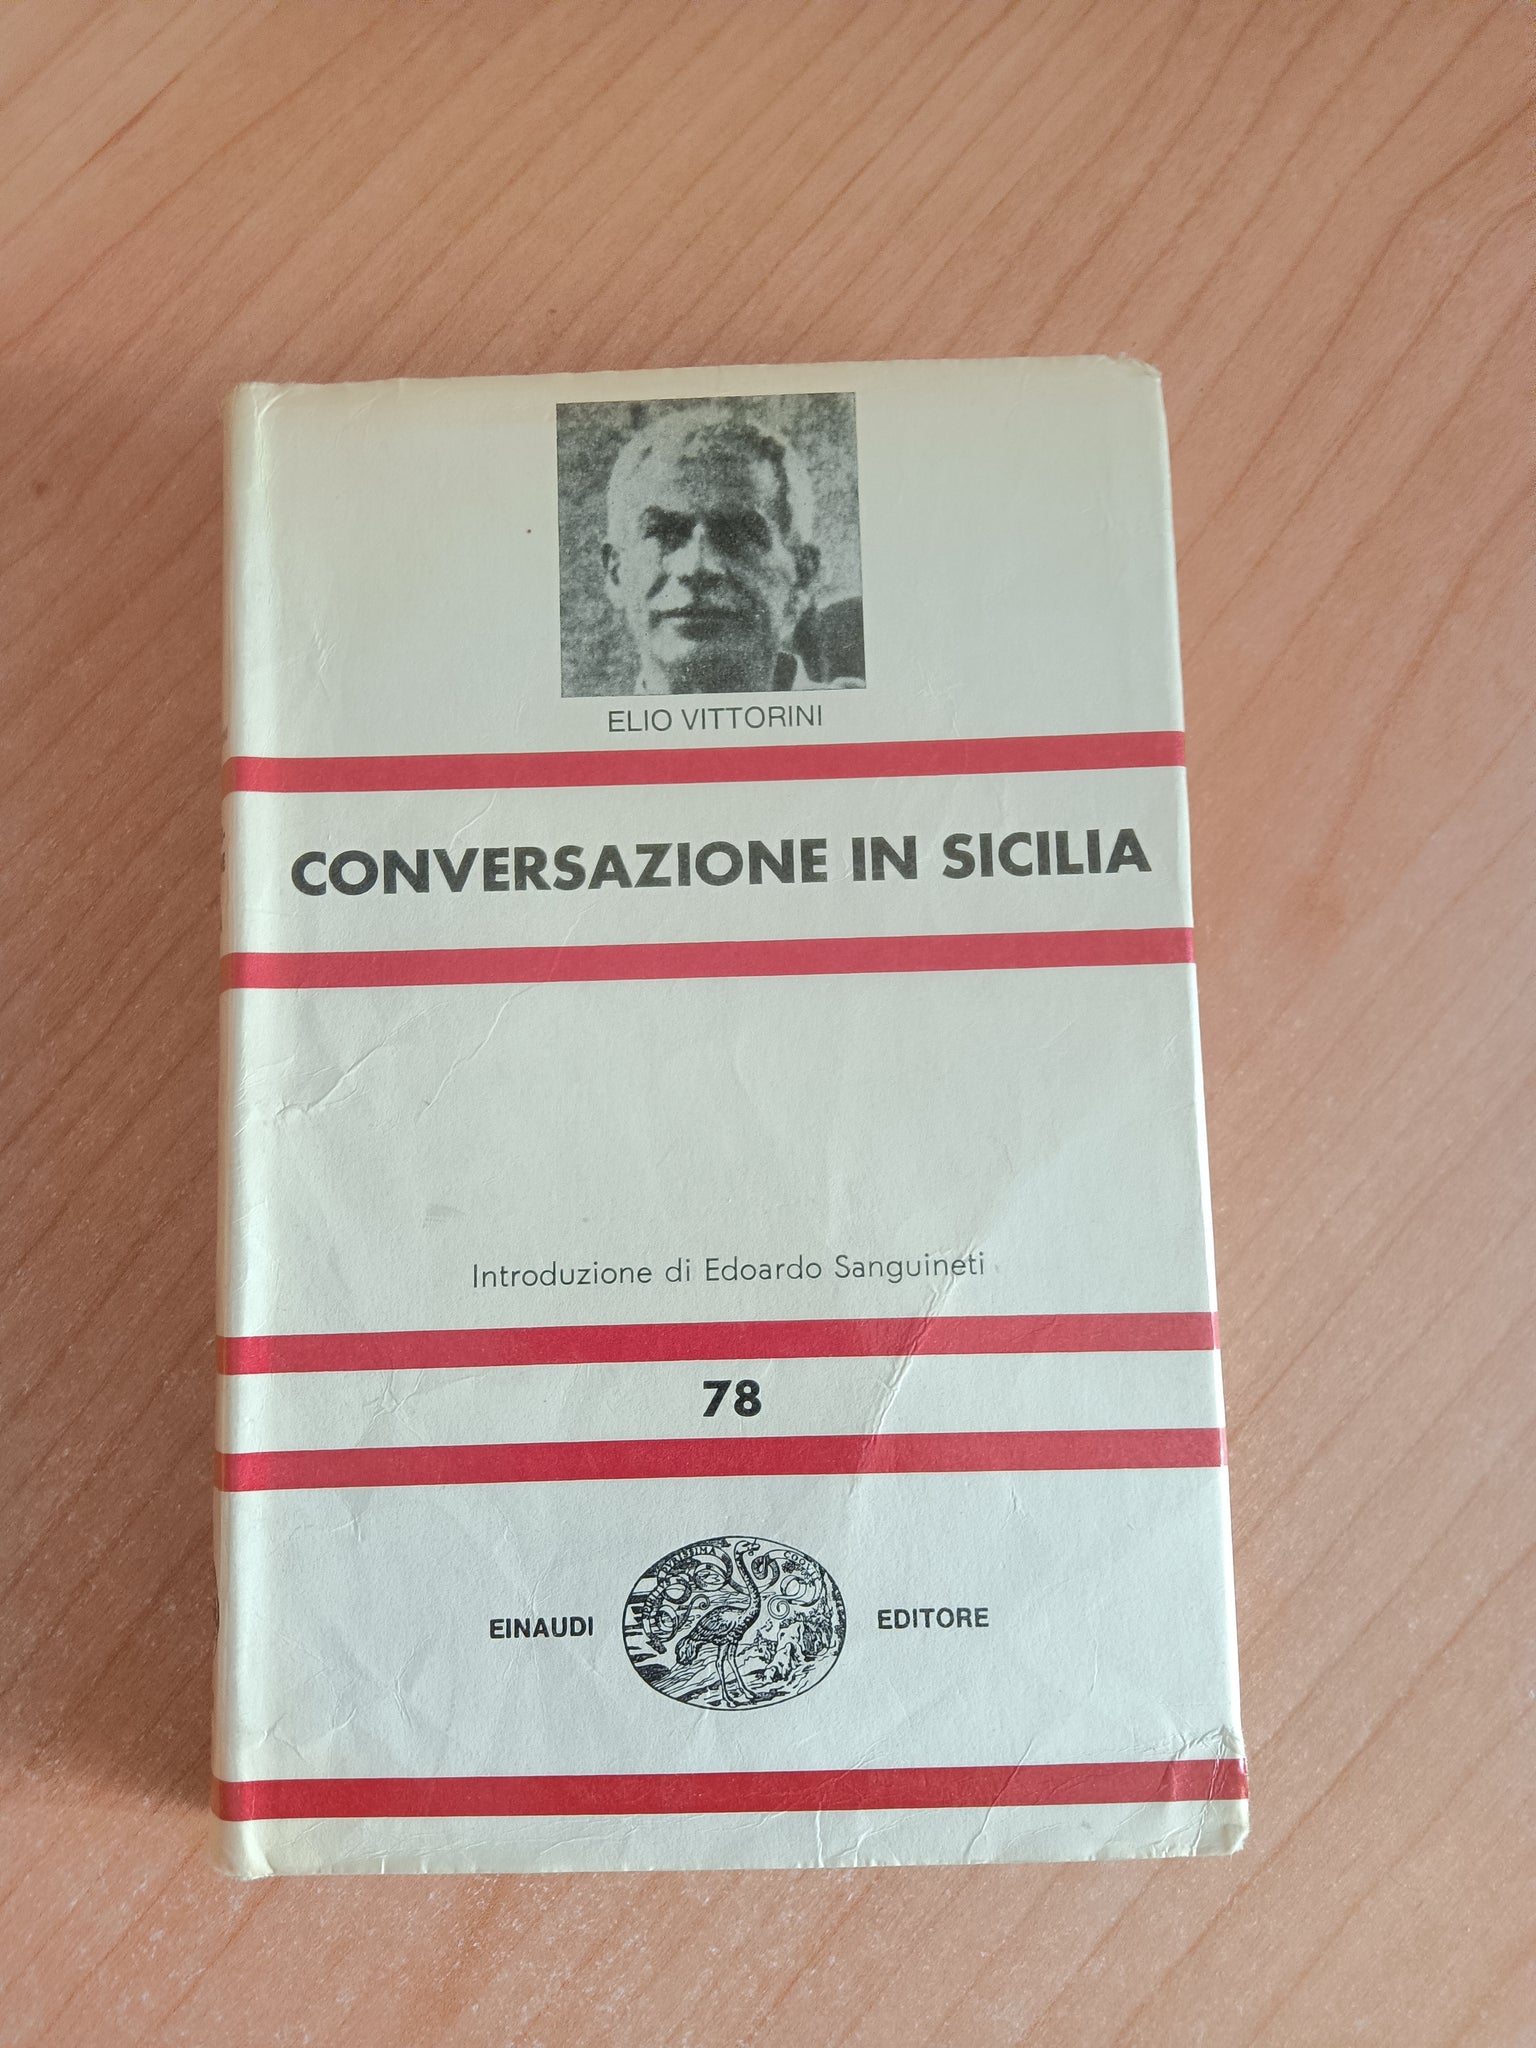 ELIO VITTORINI
CONVERSAZIONE IN SICILIA
Introduzione di Edoardo Sanguineti
78
EINAUDI
EDITORE